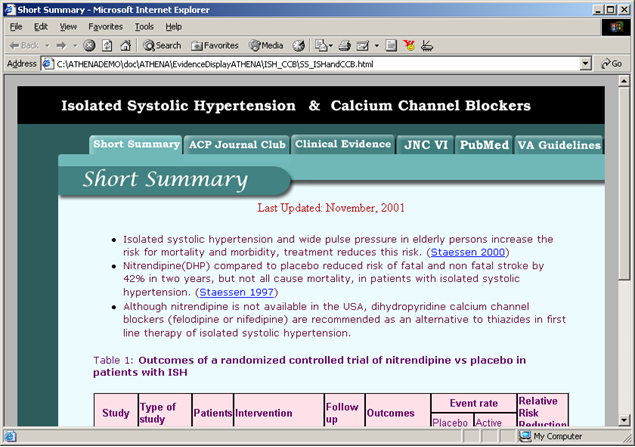 Short Summary - Microsoft Internet Explorer
File Edit View Favorites Tools Help
Back Search Favorites Media
Address C:\ATHENADEMO\doc\ATHENA\EvidenceDisplayATHENA\ISH_CCB\SS_ISHandCCB.html Go
Isolated Systolic Hypertension & Calcium Channel Blockers
Short Summary ACP Journal Club Clinical Evidence JNC VI PubMed VA Guidelines
Short Summary
Last Updated: November, 2001
• Isolated systolic hypertension and wide pulse pressure in elderly persons increase the
risk for mortality and morbidity, treatment reduces this risk. (Staessen 2000)
• Nitrendipine(DHP) compared to placebo reduced risk of fatal and non fatal stroke by
42% in two years, but not all cause mortality, in patients with isolated systolic
hypertension. (Staessen 1997)
• Although nitrendipine is not available in the USA, dihydropyridine calcium channel
blockers (felodipine or nifedipine) are recommended as an alternative to thiazides in first
line therapy of isolated systolic hypertension.
Table 1: Outcomes of a randomized controlled trial of nitrendipine vs placebo in
patients with ISH
Study Type of study Patients Intervention Follow up Outcomes Event rate Relative Risk Reduction
Placebo Active
My Computer